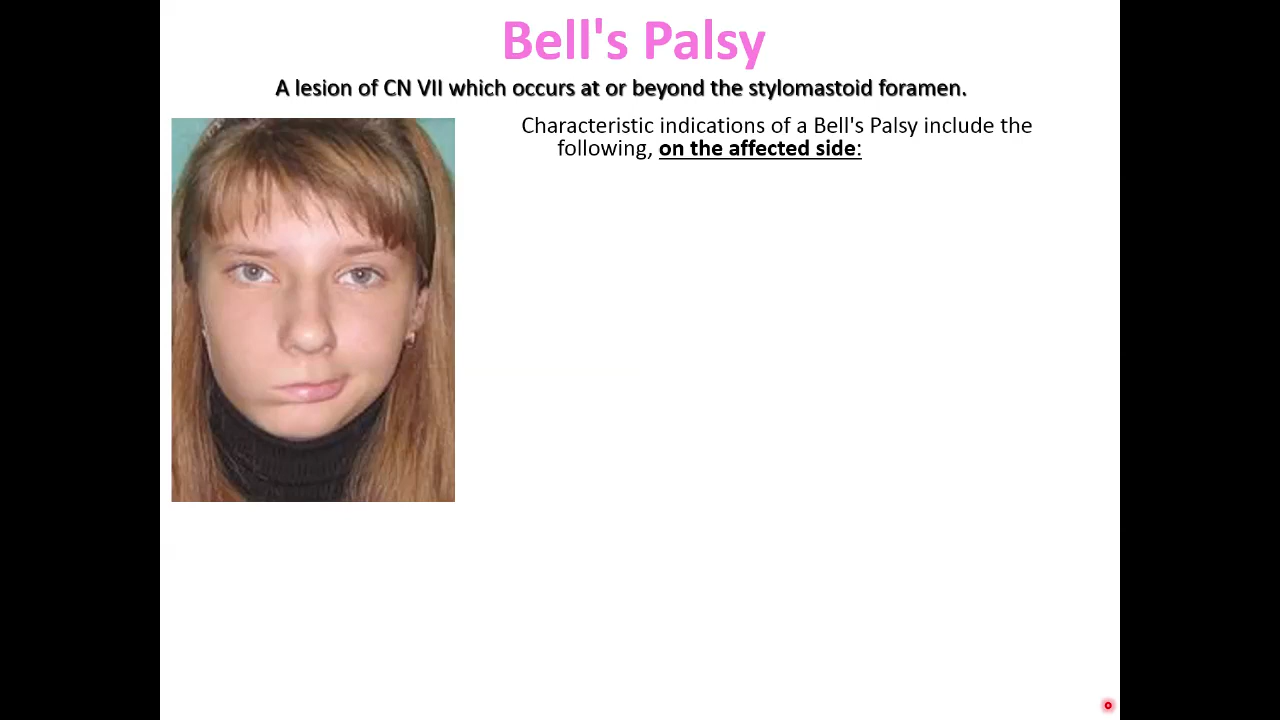 Bell's Palsy
A lesion of CN VII which occurs at or beyond the stylomastoid foramen.
Characteristic indications of a Bell's Palsy include the
following, on the affected side: